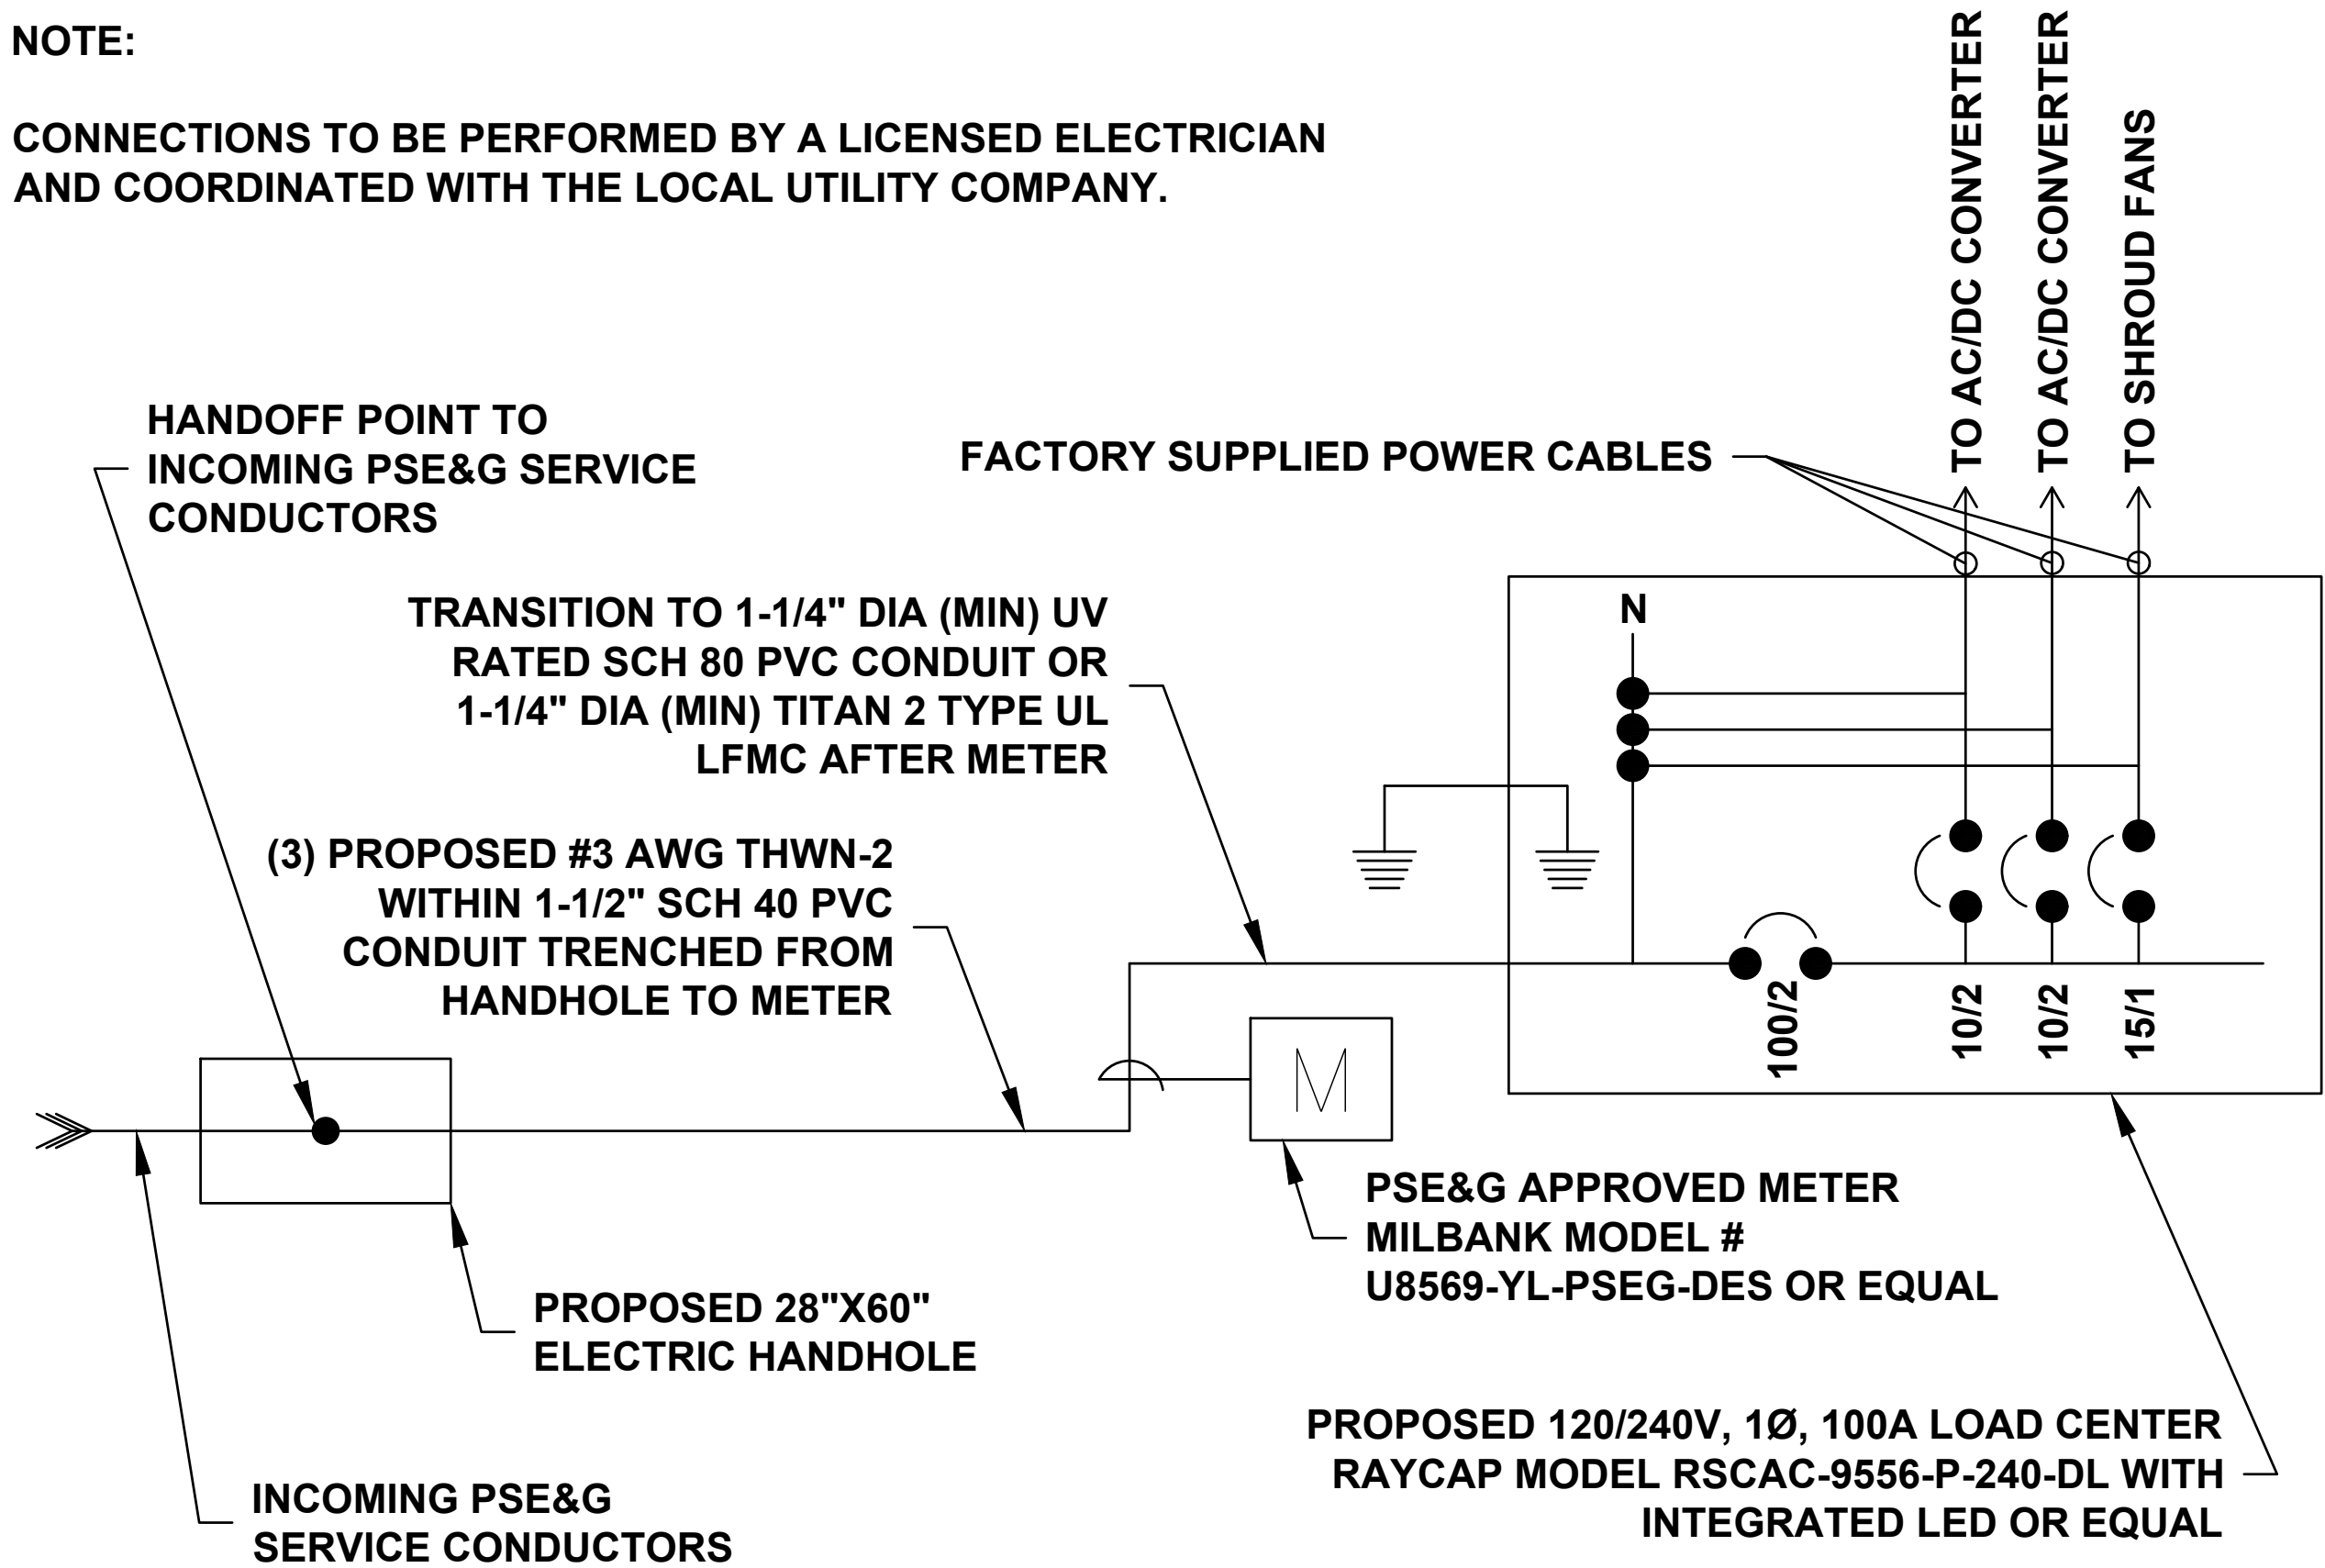 NOTE:
CONNECTIONS TO BE PERFORMED BY A LICENSED ELECTRICIAN
AND COORDINATED WITH THE LOCAL UTILITY COMPANY.
TO AC/DC CONVERTER
TO AC/DC CONVERTER
TO SHROUD FANS
HANDOFF POINT TO
INCOMING PSE&G SERVICE
CONDUCTORS
FACTORY SUPPLIED POWER CABLES
TRANSITION TO 1-1/4" DIA (MIN) UV
RATED SCH 80 PVC CONDUIT OR
1-1/4" DIA (MIN) TITAN 2 TYPE UL
LFMC AFTER METER
N
(3) PROPOSED #3 AWG THWN-2
WITHIN 1-1/2" SCH 40 PVC
CONDUIT TRENCHED FROM
HANDHOLE TO METER
100/2
10/2
10/2
15/1
M
PSE&G APPROVED METER
MILBANK MODEL #
U8569-YL-PSEG-DES OR EQUAL
PROPOSED 28"X60"
ELECTRIC HANDHOLE
PROPOSED 120/240V, 1Ø, 100A LOAD CENTER
RAYCAP MODEL RSCAC-9556-P-240-DL WITH
INTEGRATED LED OR EQUAL
INCOMING PSE&G
SERVICE CONDUCTORS